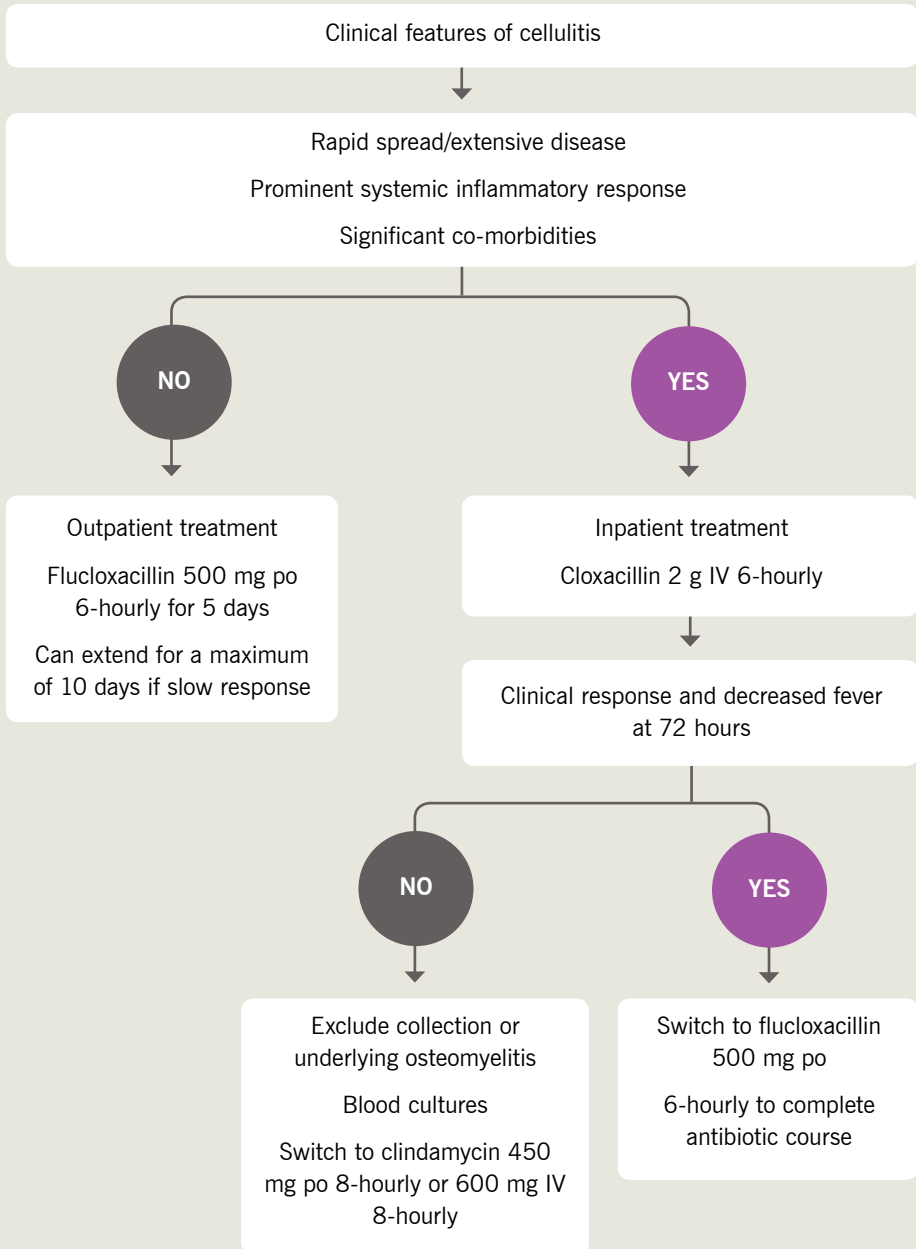 Clinical features of cellulitis
Rapid spread/extensive disease
Prominent systemic inflammatory response
Significant co-morbidities
NO
YES
Outpatient treatment
Flucloxacillin 500 mg po
6-hourly for 5 days
Can extend for a maximum
of 10 days if slow response
Inpatient treatment
Cloxacillin 2 g IV 6-hourly
Clinical response and decreased fever
at 72 hours
NO
YES
Exclude collection or
underlying osteomyelitis
Blood cultures
Switch to clindamycin 450
mg po 8-hourly or 600 mg IV
8-hourly
Switch to flucloxacillin
500 mg po
6-hourly to complete
antibiotic course